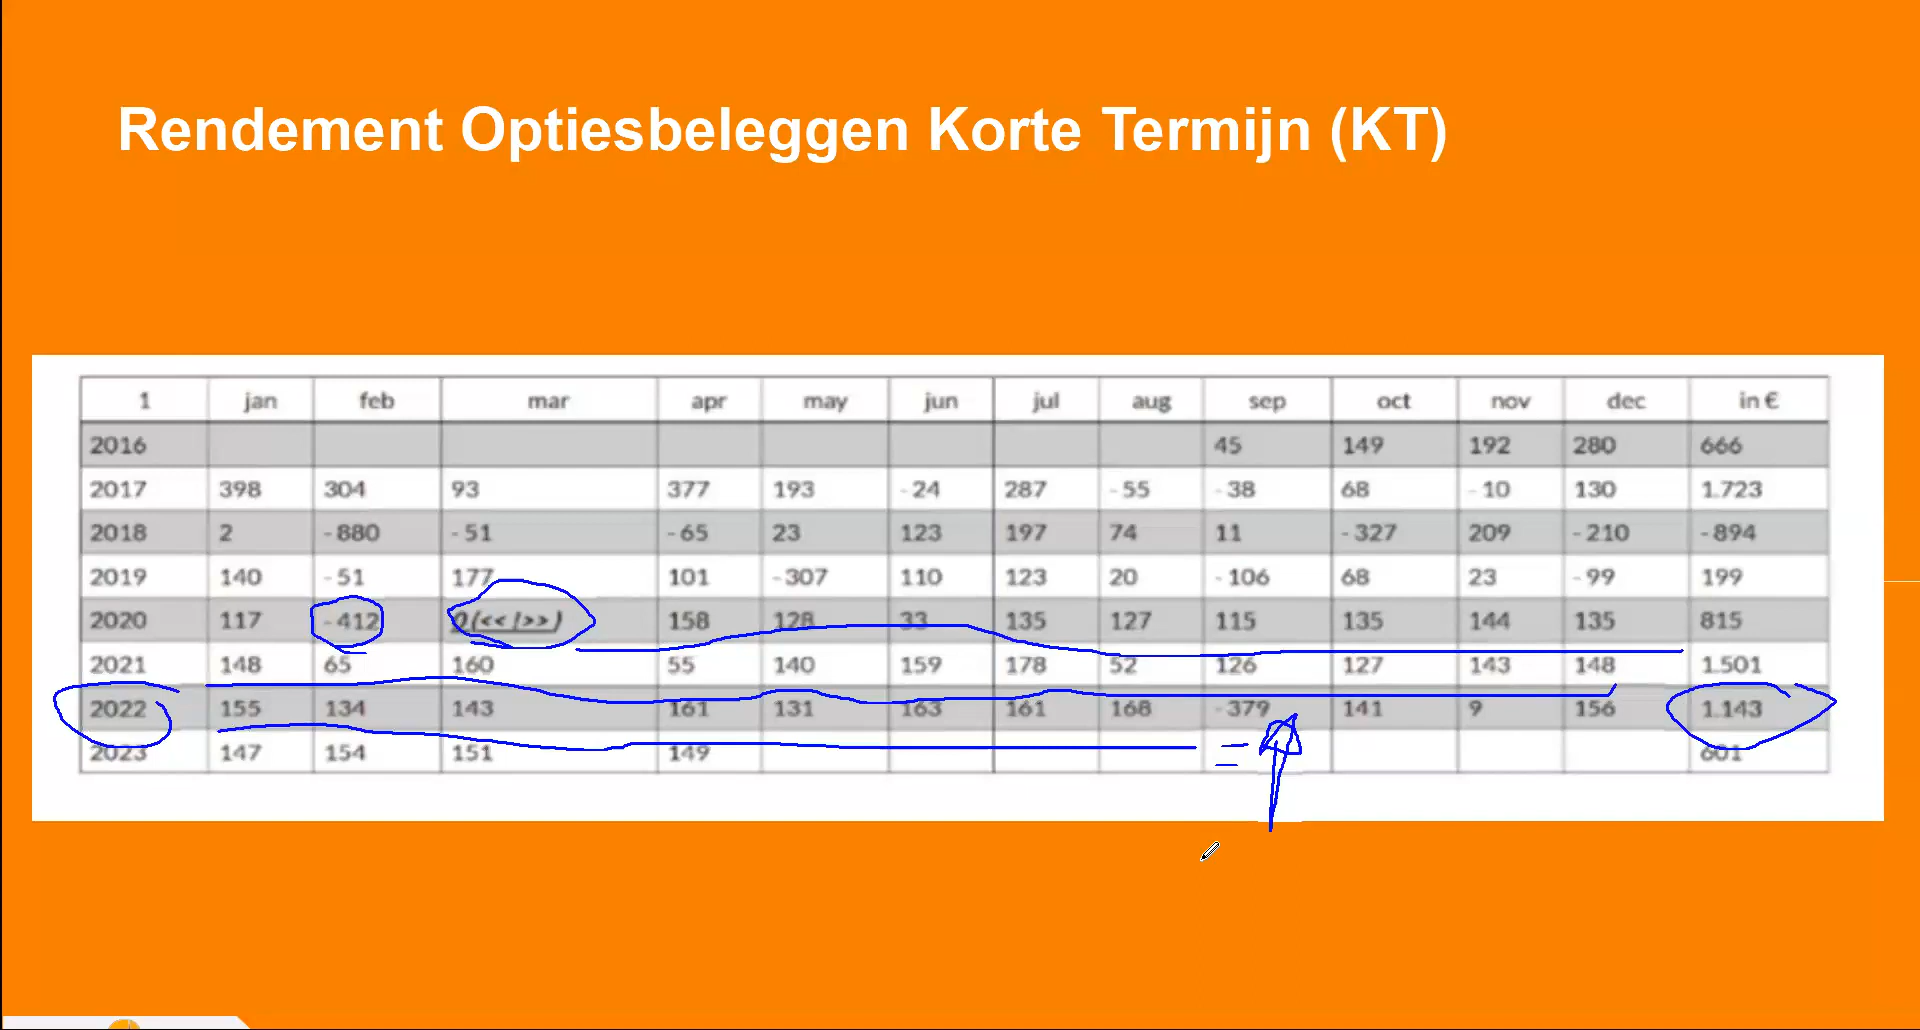 Rendement Optiesbeleggen Korte Termijn (KT)
1 jan feb mar apr may jun jul aug sep oct nov dec in €
2016 45 149 192 280 666
2017 398 304 93 377 193 - 24 287 - 55 - 38 68 - 10 130 1.723
2018 2 - 880 - 51 - 65 23 123 197 74 11 - 327 209 - 210 - 894
2019 140 - 51 177 101 - 307 110 123 20 - 106 68 23 - 99 199
2020 117 - 412 0 (<< !>> ) 158 128 33 135 127 115 135 144 135 815
2021 148 65 160 55 140 159 178 52 126 127 143 148 1.501
2022 155 134 143 161 131 163 161 168 - 379 141 9 156 1.143
2023 147 154 151 149 601